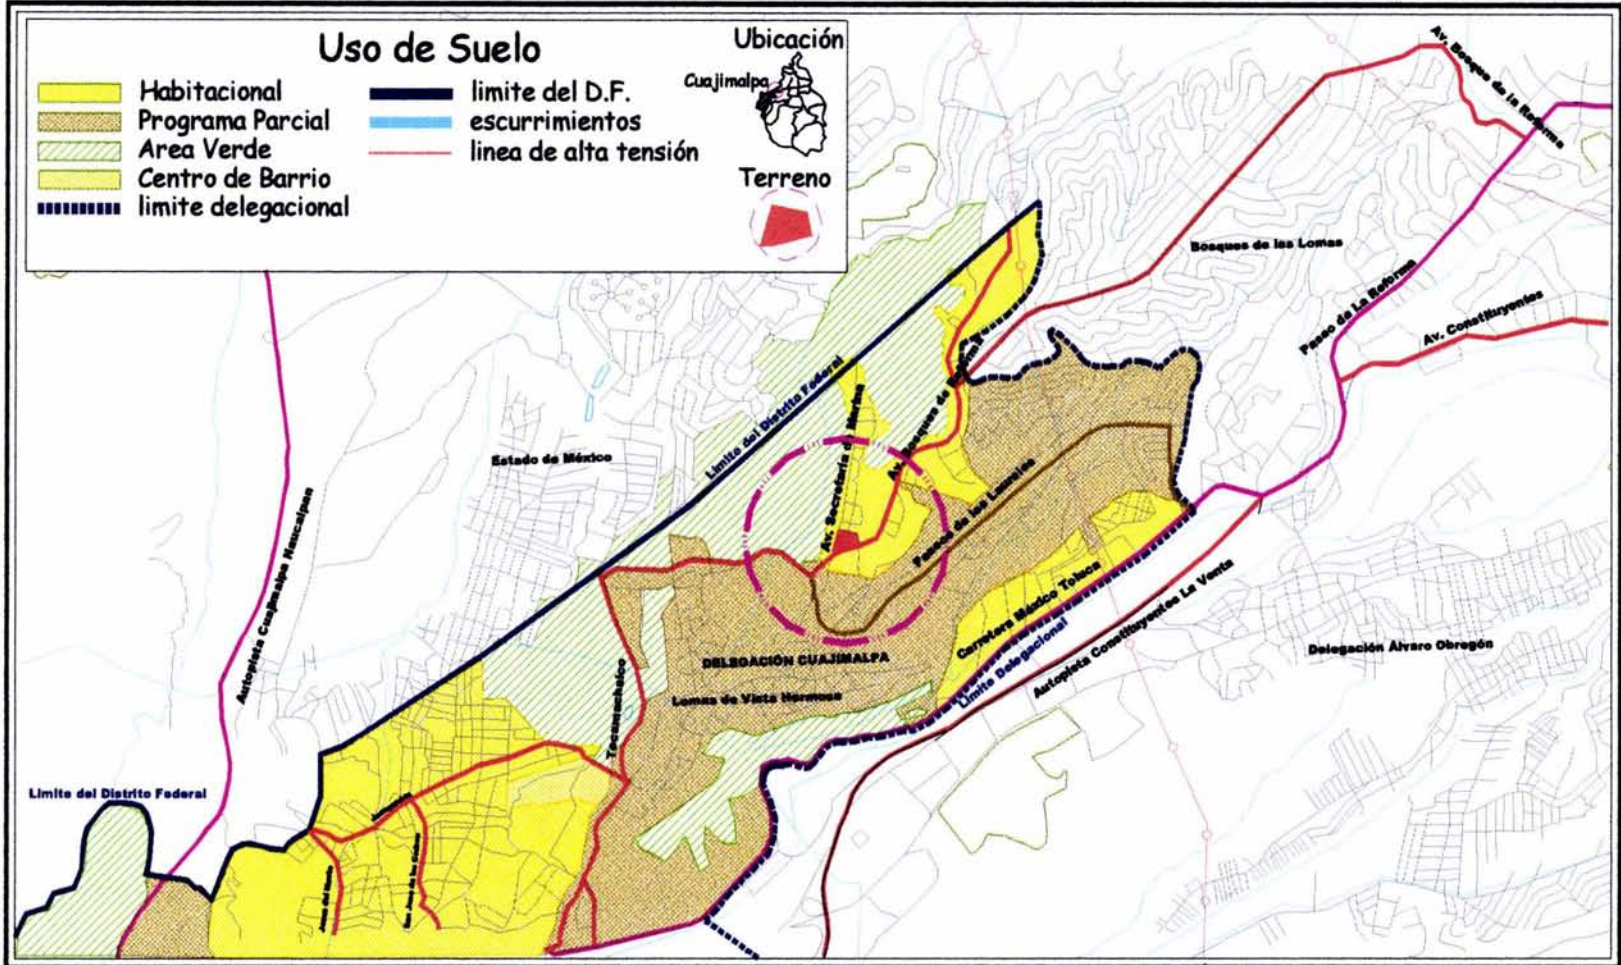 Uso de Suelo
Habitacional
Programa Parcial
Area Verde
Centro de Barrio
limite delegacional
limite del D.F.
escurrimientos
linea de alta tensión
Ubicación
Cuajimalpa
Terreno
Av. Bosque de la Reforma
Bosques de las Lomas
Paseo de La Reforma
Av. Constituyentes
Limite del Distrito Federal
Av. Secretaria de Marina
Av. Bosques de Reforma
Estado de México
Autopista Cuajimalpa Naucalpan
Paseo de los Laureles
Carretera México Toluca
Limite Delegacional
Autopista Constituyentes La Venta
Delegación Álvaro Obregón
DELEGACIÓN CUAJIMALPA
Lomas de Vista Hermosa
Tecamachalco
Limite del Distrito Federal